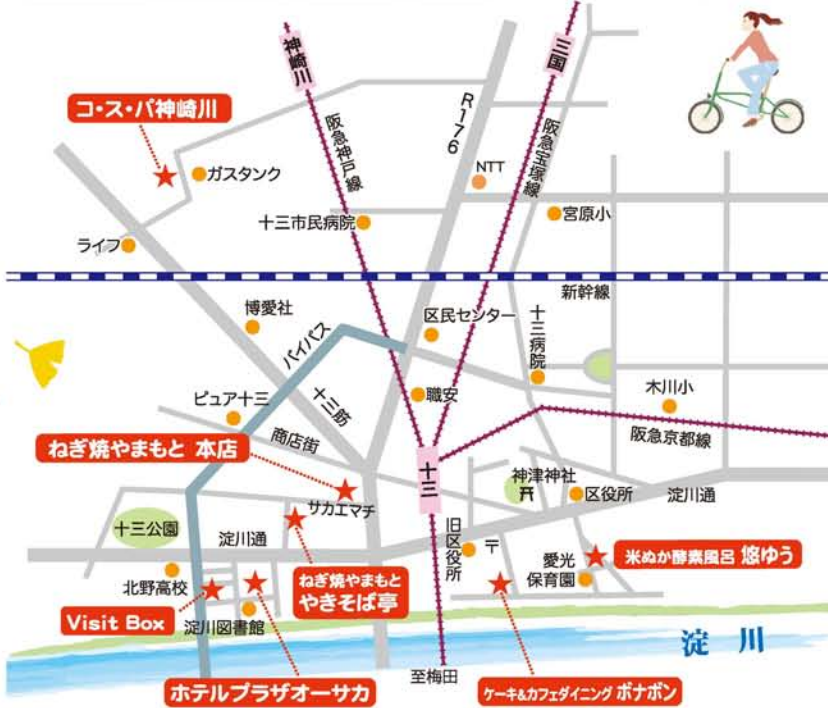 神崎川
三国
コ・ス・パ神崎川
R176
阪急神戸線
阪急宝塚線
ガスタンク
NTT
十三市民病院
宮原小
ライフ
新幹線
博愛社
区民センター
バイパス
十三病院
ピュア十三
十三筋
職安
木川小
商店街
阪急京都線
ねぎ焼やまもと 本店
十三
神津神社
サカエマチ
区役所
淀川通
十三公園
淀川通
旧区役所
〒
愛光
保育園
米ぬか酵素風呂 悠ゆう
北野高校
ねぎ焼やまもと
やきそば亭
Visit Box
淀川図書館
淀川
至梅田
ホテルプラザオーサカ
ケーキ&カフェダイニング ボナボン